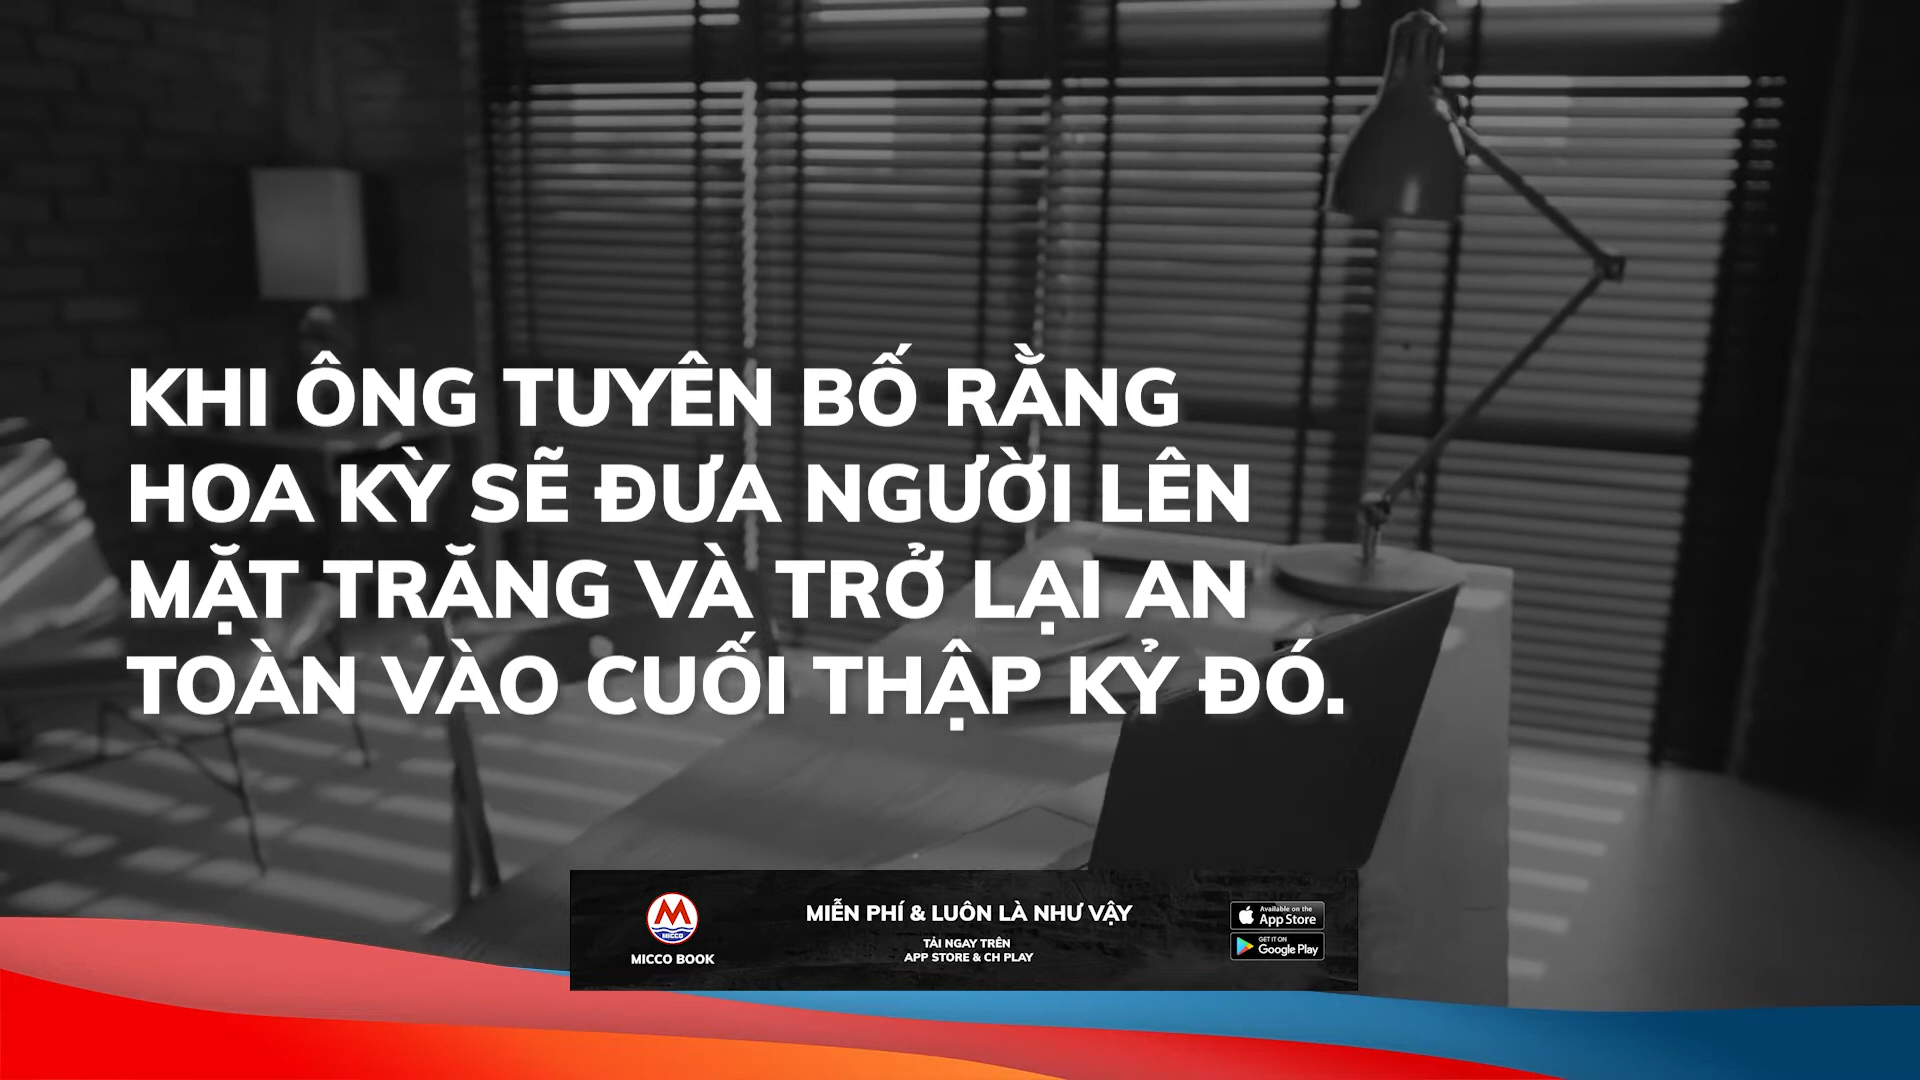 KHI ÔNG TUYÊN BỐ RẰNG
HOA KỲ SẼ ĐƯA NGƯỜI LÊN
MẶT TRĂNG VÀ TRỞ LẠI AN
TOÀN VÀO CUỐI THẬP KỶ ĐÓ.
MICCO
MICCO BOOK
MIỄN PHÍ & LUÔN LÀ NHƯ VẬY
TẢI NGAY TRÊN
APP STORE & CH PLAY
Available on the
App Store
GET IT ON
Google Play